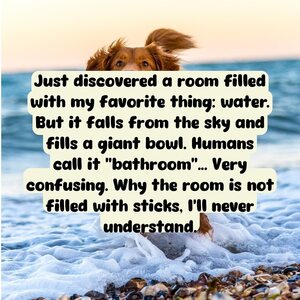 Just discovered a room filled
with my favorite thing: water.
But it falls from the sky and
fills a giant bowl. Humans
call it "bathroom"... Very
confusing. Why the room is not
filled with sticks, I'll never
understand.